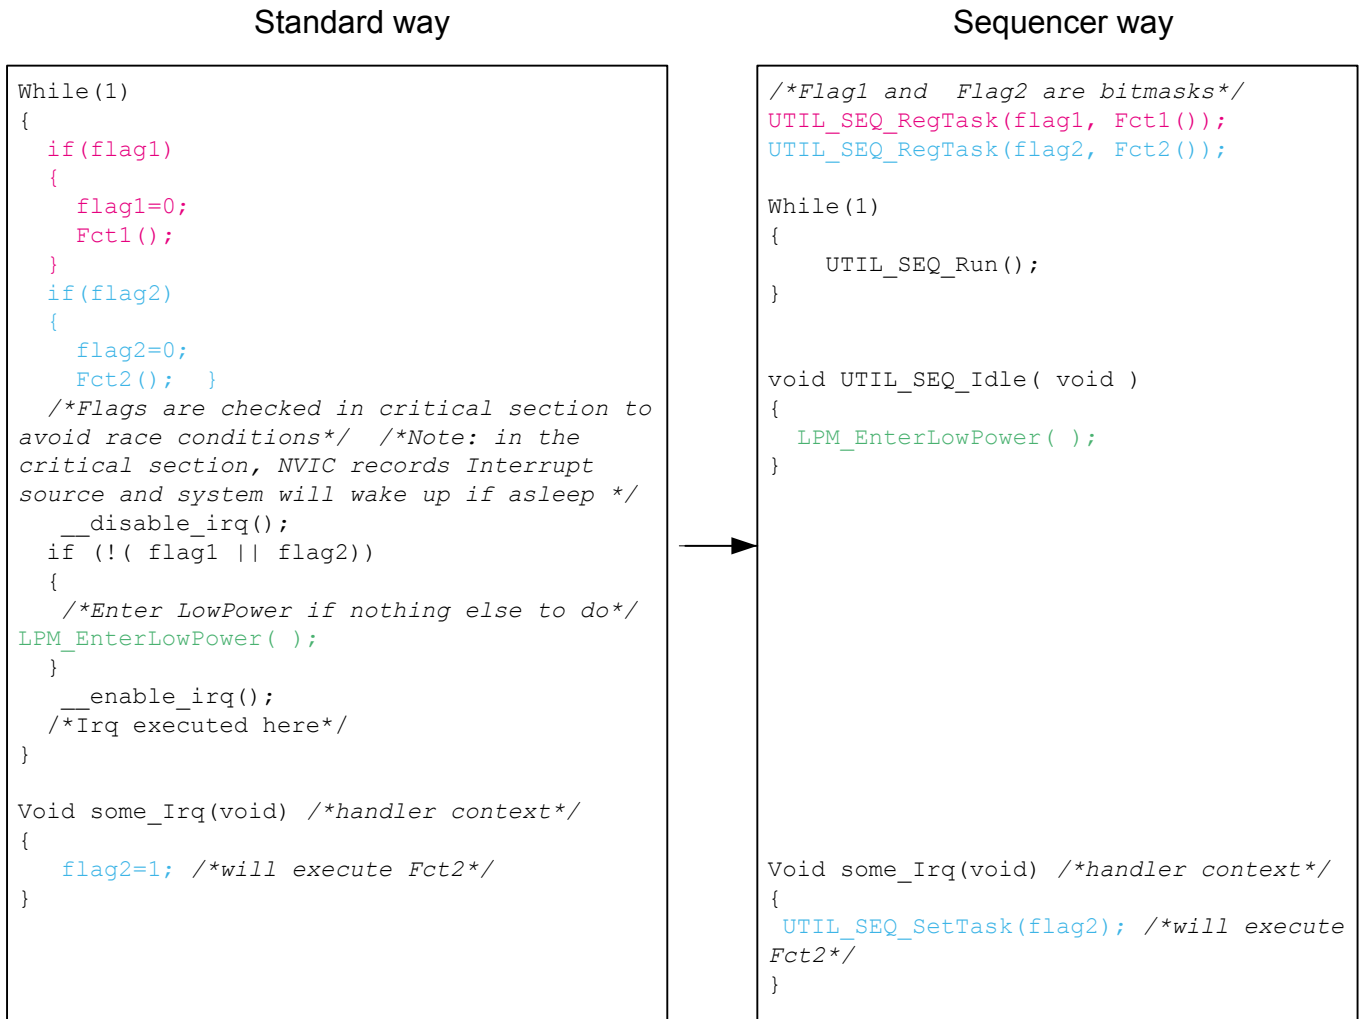 Standard way
While(1)
{
  if(flag1)
  {
    flag1=0;
    Fct1();
  }
  if(flag2)
  {
    flag2=0;
    Fct2();  }
  /*Flags are checked in critical section to
avoid race conditions*/  /*Note: in the
critical section, NVIC records Interrupt
source and system will wake up if asleep */
   __disable_irq();
  if (!( flag1 || flag2))
  {
   /*Enter LowPower if nothing else to do*/
LPM_EnterLowPower( );
  }
   __enable_irq();
  /*Irq executed here*/
}
Void some_Irq(void) /*handler context*/
{
   flag2=1; /*will execute Fct2*/
}
Sequencer way
/*Flag1 and  Flag2 are bitmasks*/
UTIL_SEQ_RegTask(flag1, Fct1());
UTIL_SEQ_RegTask(flag2, Fct2());
While(1)
{
    UTIL_SEQ_Run();
}
void UTIL_SEQ_Idle( void )
{
  LPM_EnterLowPower( );
}
Void some_Irq(void) /*handler context*/
{
 UTIL_SEQ_SetTask(flag2); /*will execute
Fct2*/
}